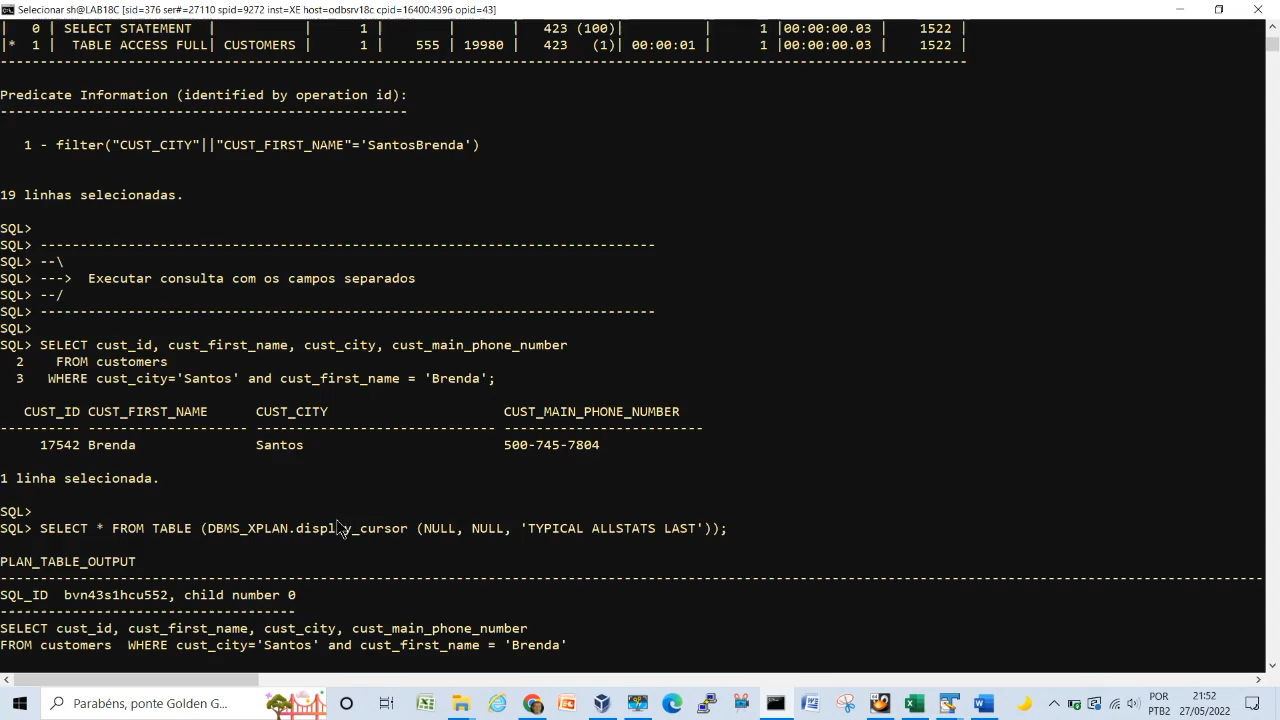 Selecionar sh@LAB18C [sid=376 ser#=27110 spid=9272 inst=XE host=odbsrv18c cpid=16400:4396 opid=43]
|   0 | SELECT STATEMENT  |           |      1 |       |       |   423 (100)|          |      1 |00:00:00.03 |    1522 |
|*  1 |  TABLE ACCESS FULL| CUSTOMERS |      1 |   555 | 19980 |   423   (1)| 00:00:01 |      1 |00:00:00.03 |    1522 |
-------------------------------------------------------------------------------------------------------------------------
Predicate Information (identified by operation id):
---------------------------------------------------
   1 - filter("CUST_CITY"||"CUST_FIRST_NAME"='SantosBrenda')
19 linhas selecionadas.
SQL>
SQL> -----------------------------------------------------------------------------
SQL> --\
SQL> --->  Executar consulta com os campos separados
SQL> --/
SQL> -----------------------------------------------------------------------------
SQL>
SQL> SELECT cust_id, cust_first_name, cust_city, cust_main_phone_number
  2    FROM customers
  3   WHERE cust_city='Santos' and cust_first_name = 'Brenda';
   CUST_ID CUST_FIRST_NAME      CUST_CITY                      CUST_MAIN_PHONE_NUMBER
---------- -------------------- ------------------------------ -------------------------
     17542 Brenda               Santos                         500-745-7804
1 linha selecionada.
SQL>
SQL> SELECT * FROM TABLE (DBMS_XPLAN.display_cursor (NULL, NULL, 'TYPICAL ALLSTATS LAST'));
PLAN_TABLE_OUTPUT
--------------------------------------------------------------------------------------------------------------------------------------------------------------
SQL_ID  bvn43s1hcu552, child number 0
-------------------------------------
SELECT cust_id, cust_first_name, cust_city, cust_main_phone_number
FROM customers  WHERE cust_city='Santos' and cust_first_name = 'Brenda'
Parabéns, ponte Golden G...
POR
PTB2
21:52
27/05/2022